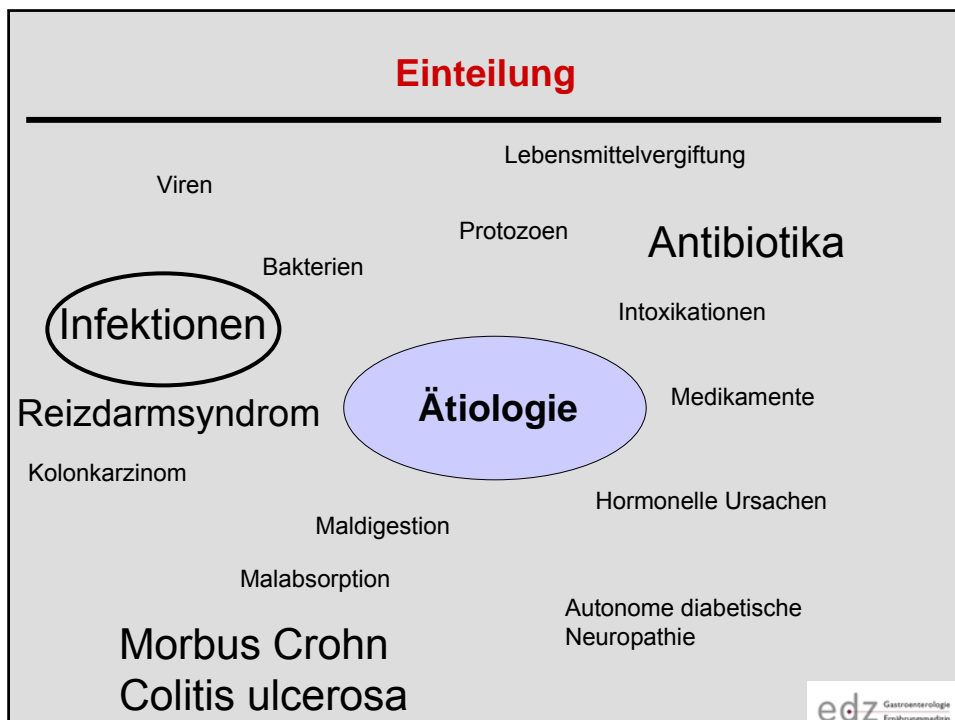 Einteilung
Lebensmittelvergiftung
Viren
Protozoen
Antibiotika
Bakterien
Infektionen
Intoxikationen
Ätiologie
Medikamente
Reizdarmsyndrom
Kolonkarzinom
Hormonelle Ursachen
Maldigestion
Malabsorption
Autonome diabetische
Neuropathie
Morbus Crohn
Colitis ulcerosa
edz Gastroenterologie
Ernährungsmedizin